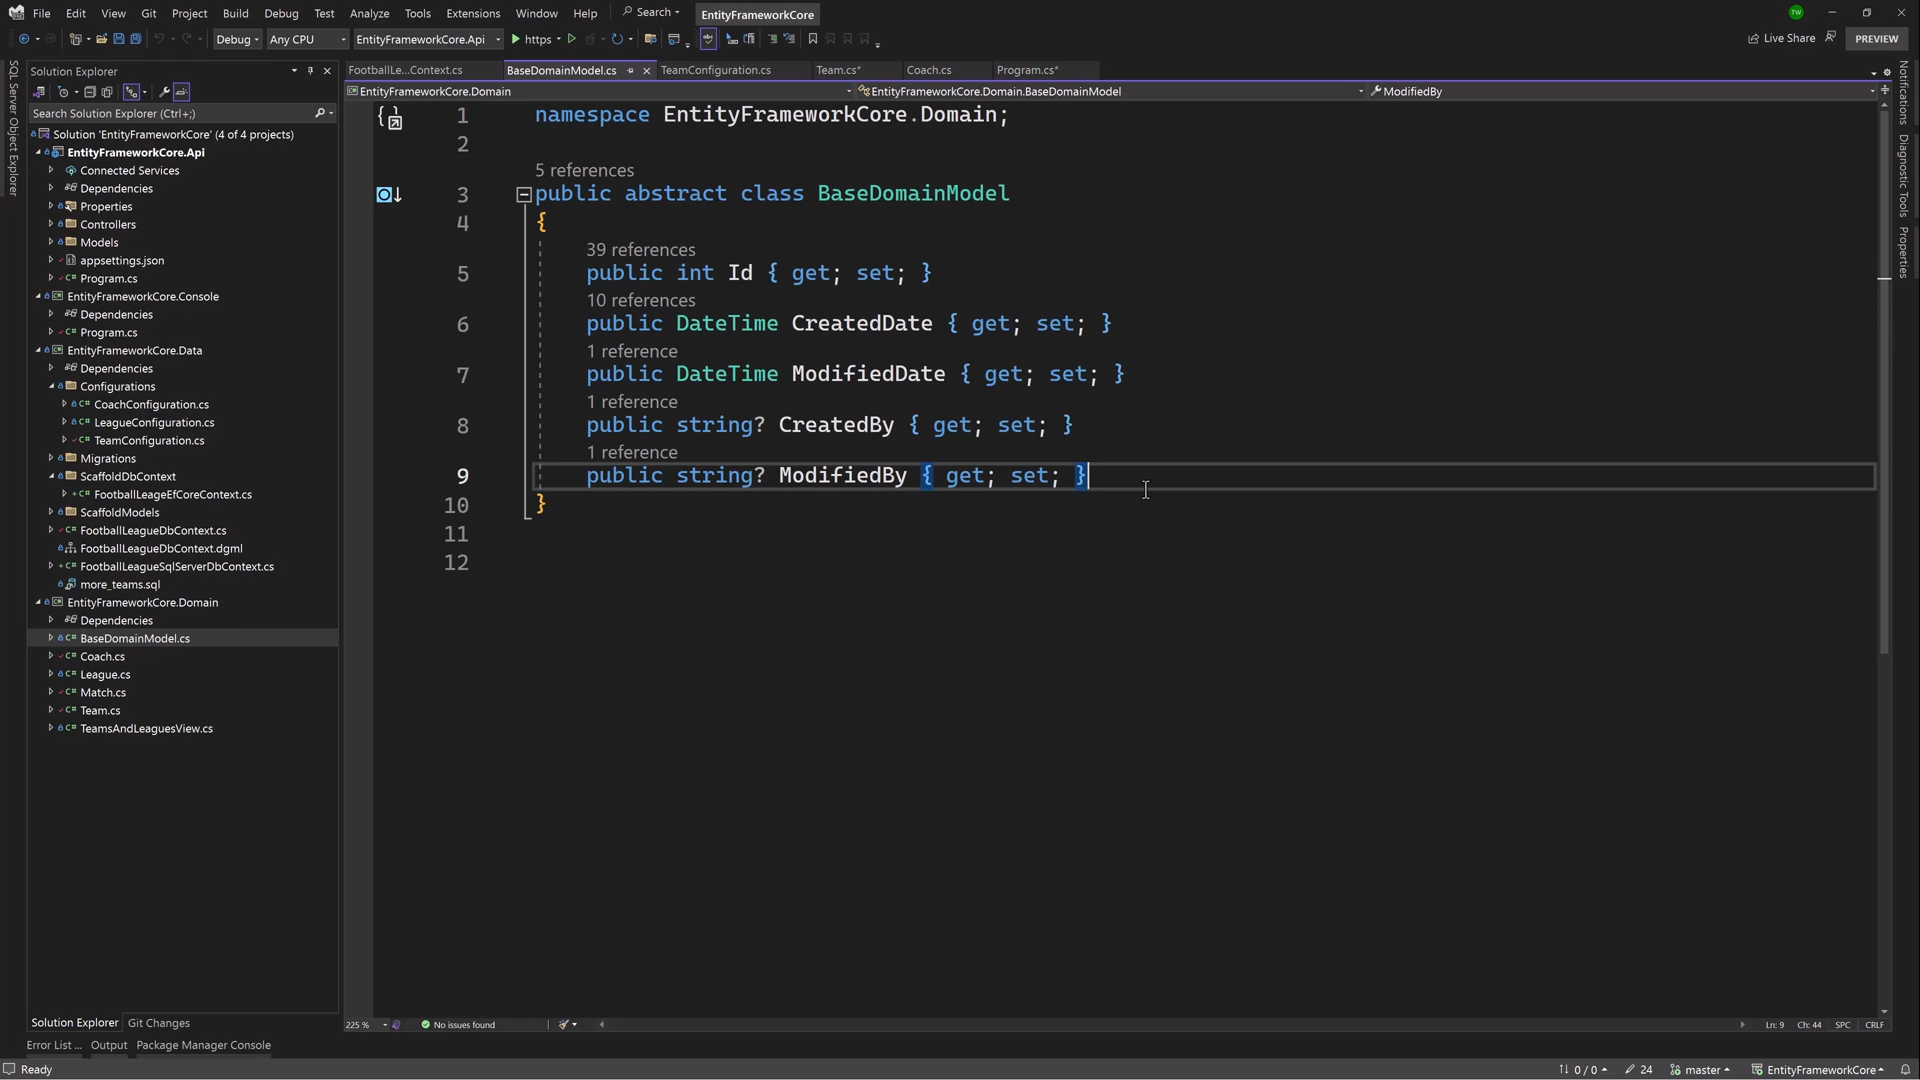 File Edit View Git Project Build Debug Test Analyze Tools Extensions Window Help Search EntityFrameworkCore TW
Debug Any CPU EntityFrameworkCore.Api https Live Share PREVIEW
SQL Server Object Explorer
Solution Explorer
Search Solution Explorer (Ctrl+;)
Solution 'EntityFrameworkCore' (4 of 4 projects)
EntityFrameworkCore.Api
Connected Services
Dependencies
Properties
Controllers
Models
appsettings.json
Program.cs
EntityFrameworkCore.Console
Dependencies
Program.cs
EntityFrameworkCore.Data
Dependencies
Configurations
CoachConfiguration.cs
LeagueConfiguration.cs
TeamConfiguration.cs
Migrations
ScaffoldDbContext
FootballLeageEfCoreContext.cs
ScaffoldModels
FootballLeagueDbContext.cs
FootballLeagueDbContext.dgml
FootballLeagueSqlServerDbContext.cs
more_teams.sql
EntityFrameworkCore.Domain
Dependencies
BaseDomainModel.cs
Coach.cs
League.cs
Match.cs
Team.cs
TeamsAndLeaguesView.cs
Solution Explorer Git Changes
FootballLe...Context.cs BaseDomainModel.cs TeamConfiguration.cs Team.cs* Coach.cs Program.cs*
EntityFrameworkCore.Domain EntityFrameworkCore.Domain.BaseDomainModel ModifiedBy
1 namespace EntityFrameworkCore.Domain;
2
5 references
3 public abstract class BaseDomainModel
4 {
39 references
5 public int Id { get; set; }
10 references
6 public DateTime CreatedDate { get; set; }
1 reference
7 public DateTime ModifiedDate { get; set; }
1 reference
8 public string? CreatedBy { get; set; }
1 reference
9 public string? ModifiedBy { get; set; }
10 }
11
12
225 % No issues found Ln: 9 Ch: 44 SPC CRLF
Notifications
Diagnostic Tools
Properties
Error List ... Output Package Manager Console
Ready 0 / 0 24 master EntityFrameworkCore